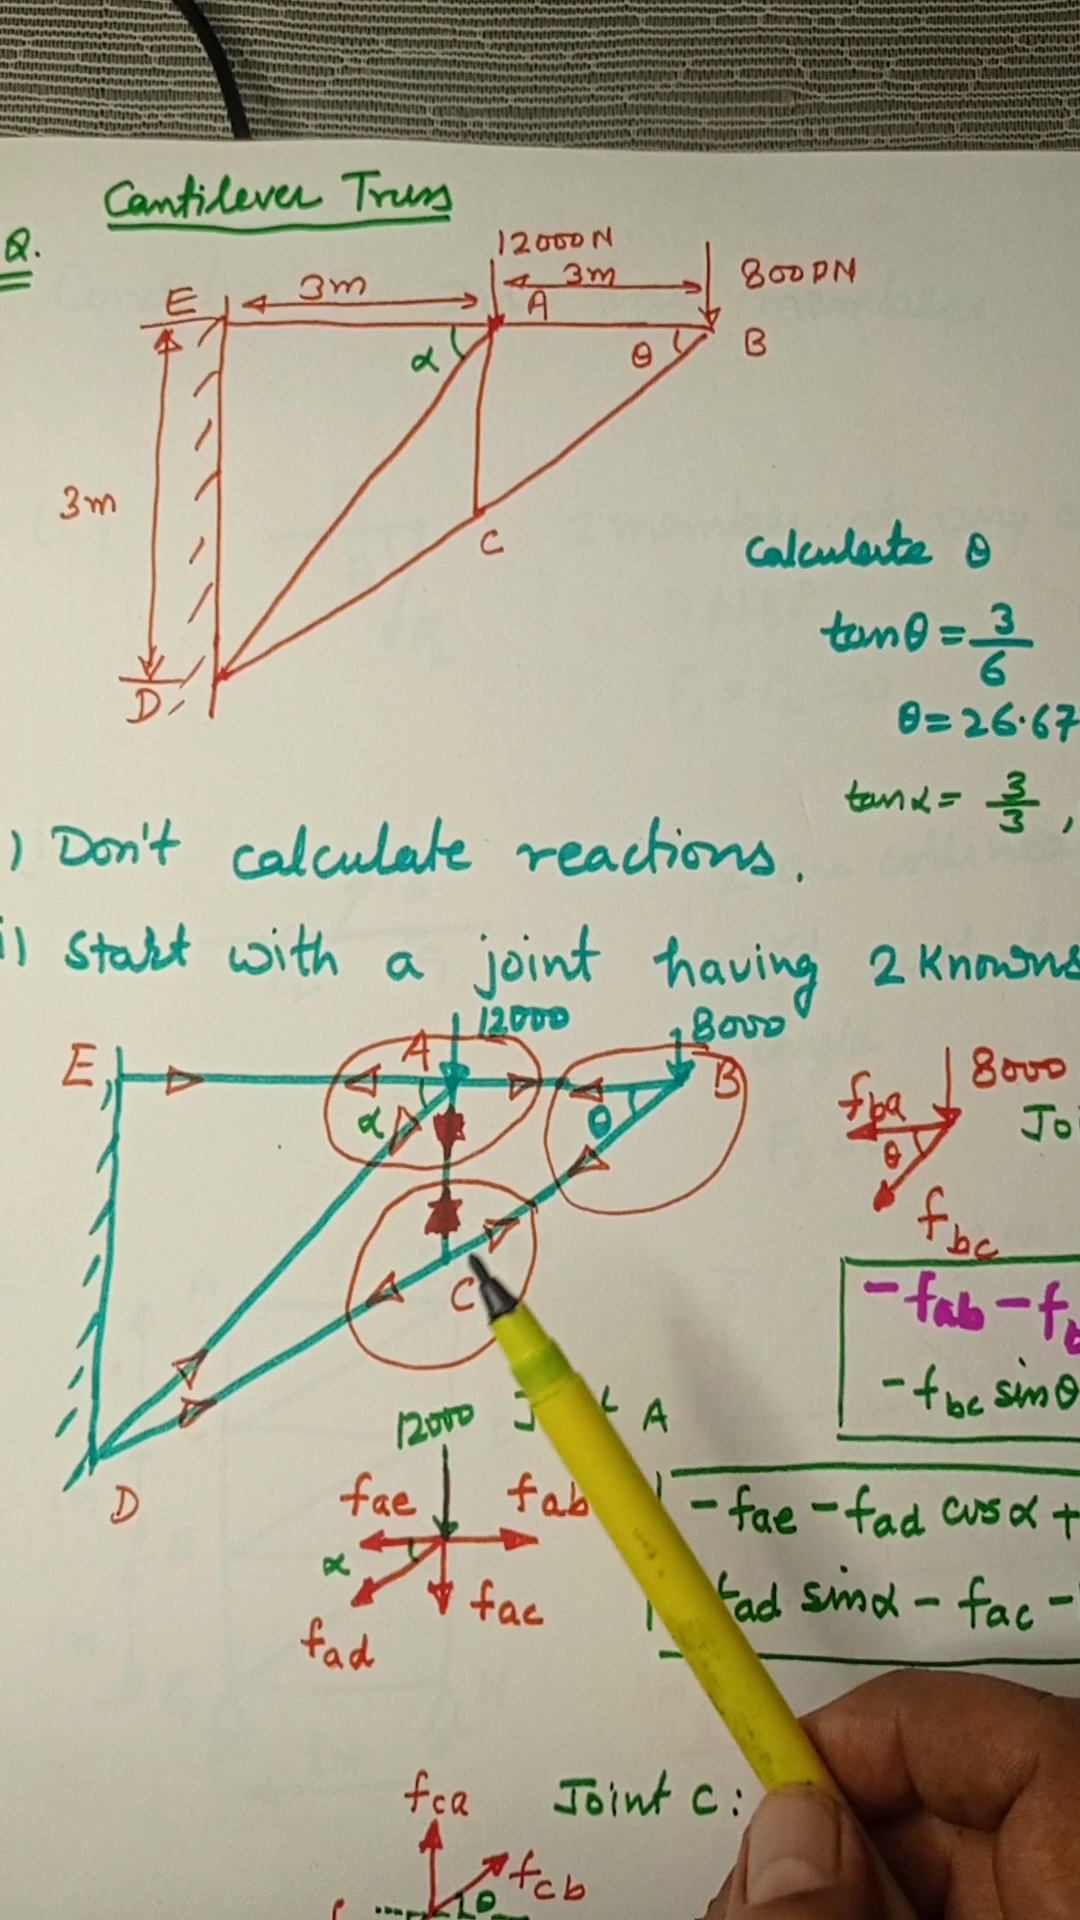 Cantilever Truss
Q.
12000N
3m
3m
8000N
E
A
B
α
θ
3m
C
D
Calculate θ
tanθ = 3/6
θ = 26.67
tanα = 3/3 ,
) Don't calculate reactions.
i) Start with a joint having 2 Knowns
12000
8000
E
A
B
α
θ
C
D
8000
fba
θ
fbc
-fab - f
-fbc sinθ
12000
A
fae
fab
α
fac
fad
-fae - fad cosα +
fad sinα - fac -
fca
Joint C:
fcb
θ